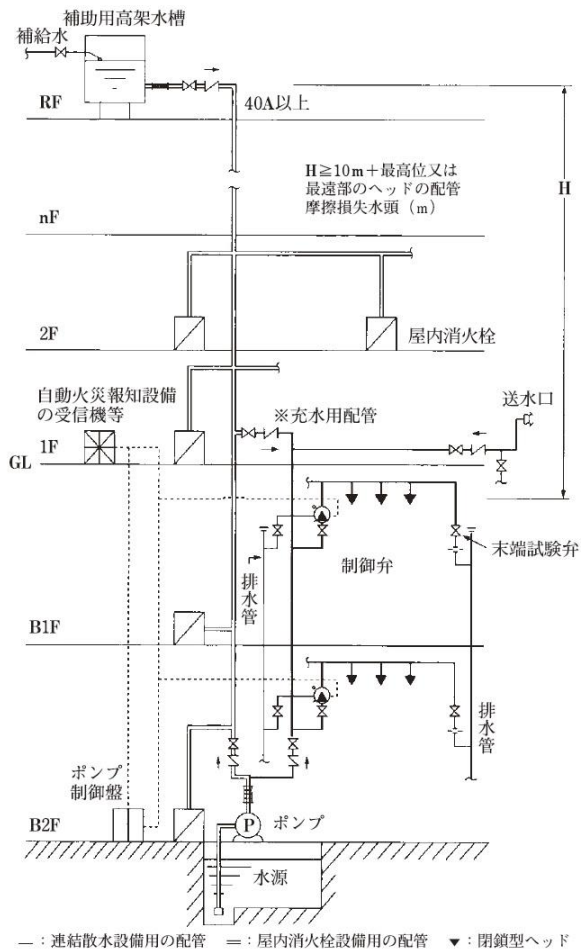 補助用高架水槽
補給水
RF
40A以上
H≧10m＋最高位又は
最遠部のヘッドの配管
摩擦損失水頭（m）
H
nF
2F
屋内消火栓
自動火災報知設備
の受信機等
※充水用配管
送水口
1F
GL
末端試験弁
制御弁
排水管
B1F
排水管
ポンプ
制御盤
P
ポンプ
B2F
水源
―：連結散水設備用の配管　＝：屋内消火栓設備用の配管　▼：閉鎖型ヘッド